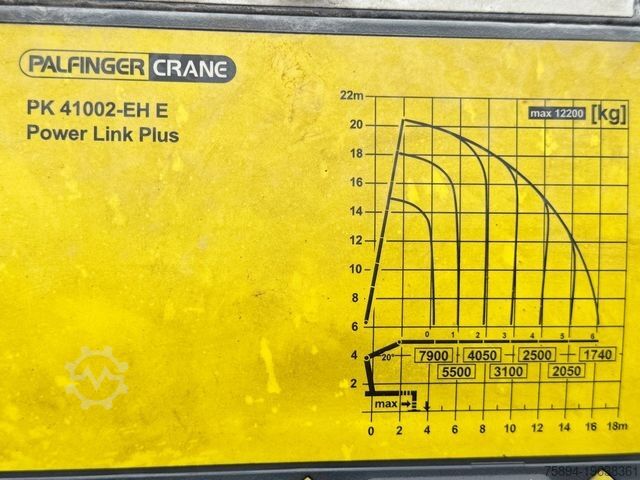 PALFINGER CRANE
PK 41002-EH E
Power Link Plus
22m
max 12200 [kg]
20
18
16
14
12
10
8
6
0 1 2 3 4 5 6
4
20°
7900 4050 2500 1740
5500 3100 2050
2
max
0 2 4 6 8 10 12 14 16 18m
75894-19038361